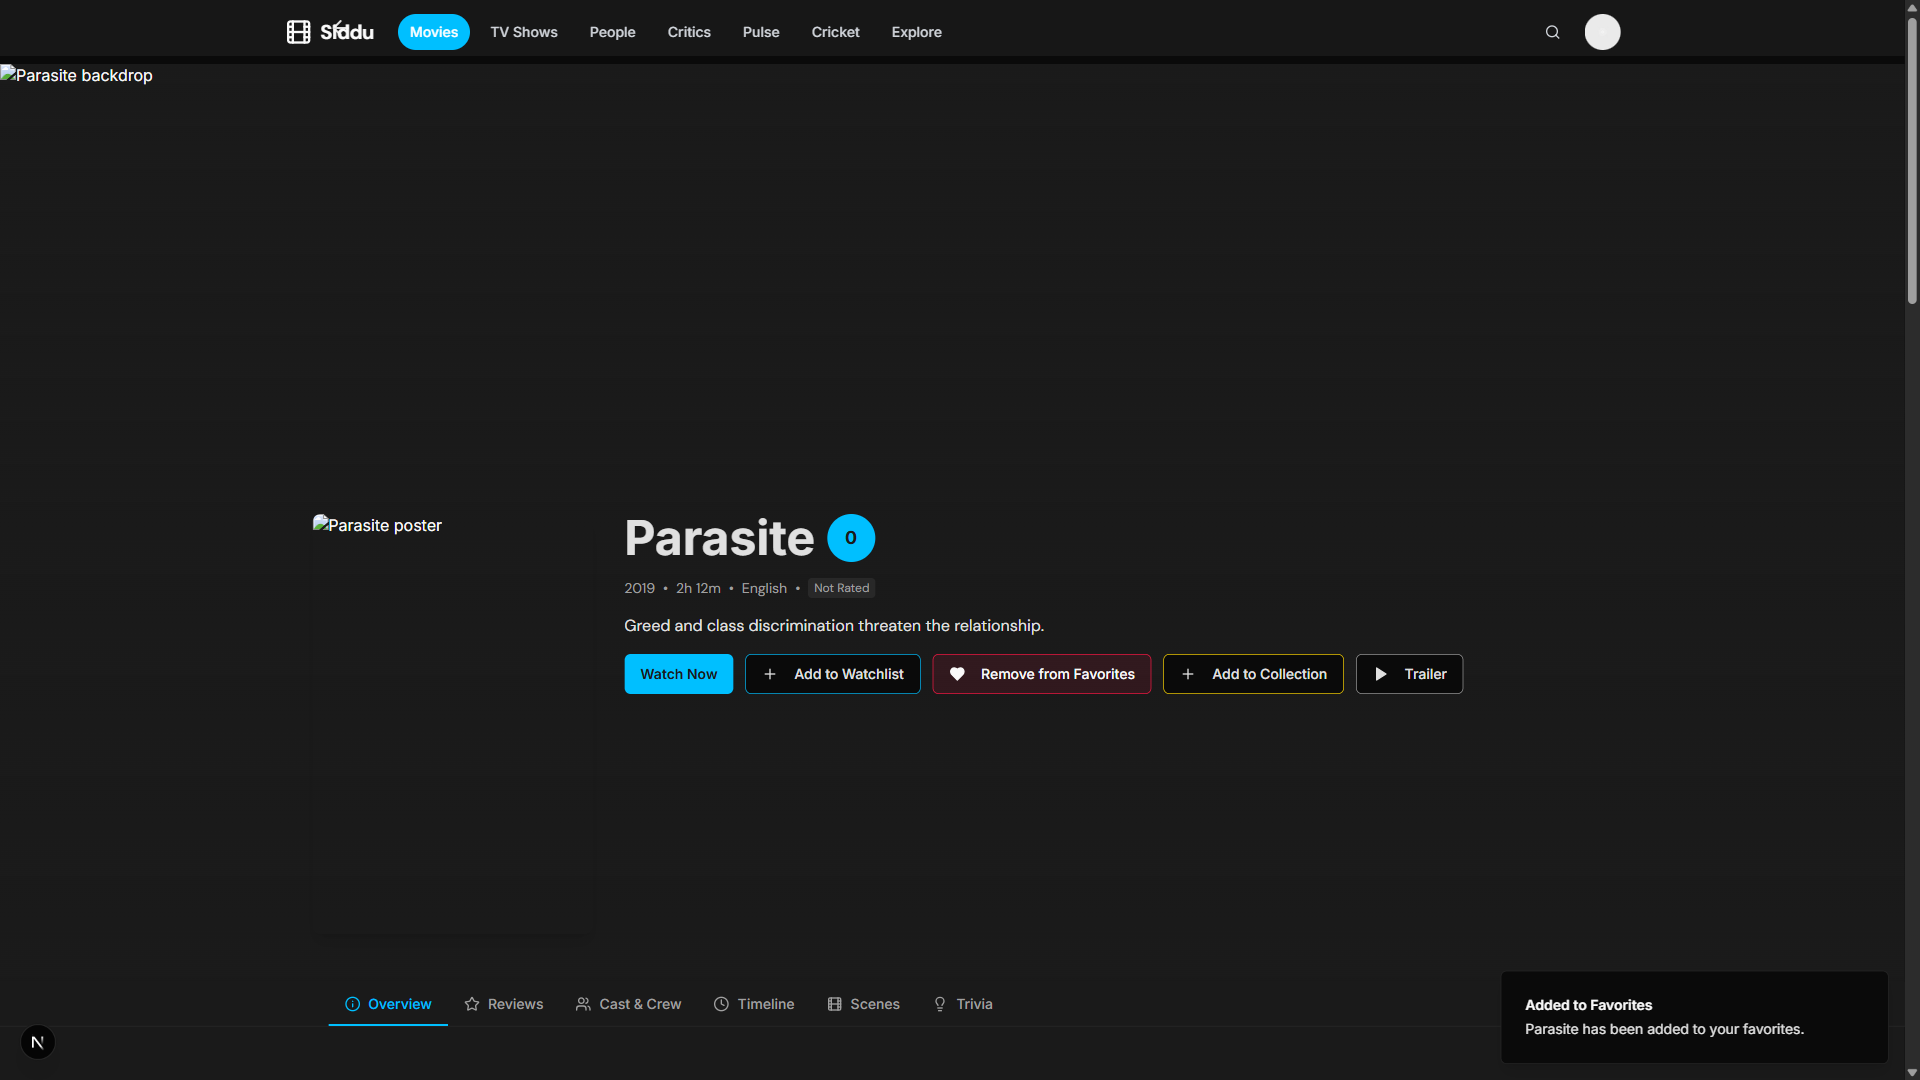 Siddu
Movies
TV Shows
People
Critics
Pulse
Cricket
Explore
Parasite backdrop
Parasite poster
Parasite 0
2019 • 2h 12m • English • Not Rated
Greed and class discrimination threaten the relationship.
Watch Now
Add to Watchlist
Remove from Favorites
Add to Collection
Trailer
Overview
Reviews
Cast & Crew
Timeline
Scenes
Trivia
Added to Favorites
Parasite has been added to your favorites.
N